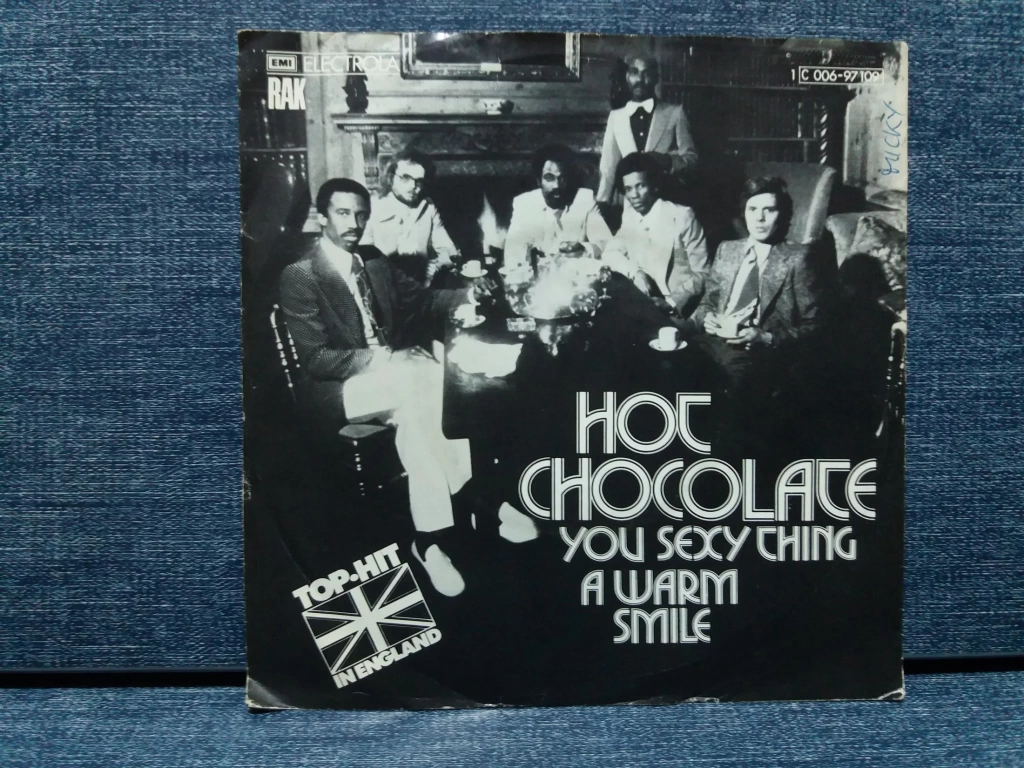 EMI ELECTROLA
RAK
1 C 006-97 109
HOT
CHOCOLATE
YOU SEXY THING
A WARM
SMILE
TOP-HIT
IN ENGLAND